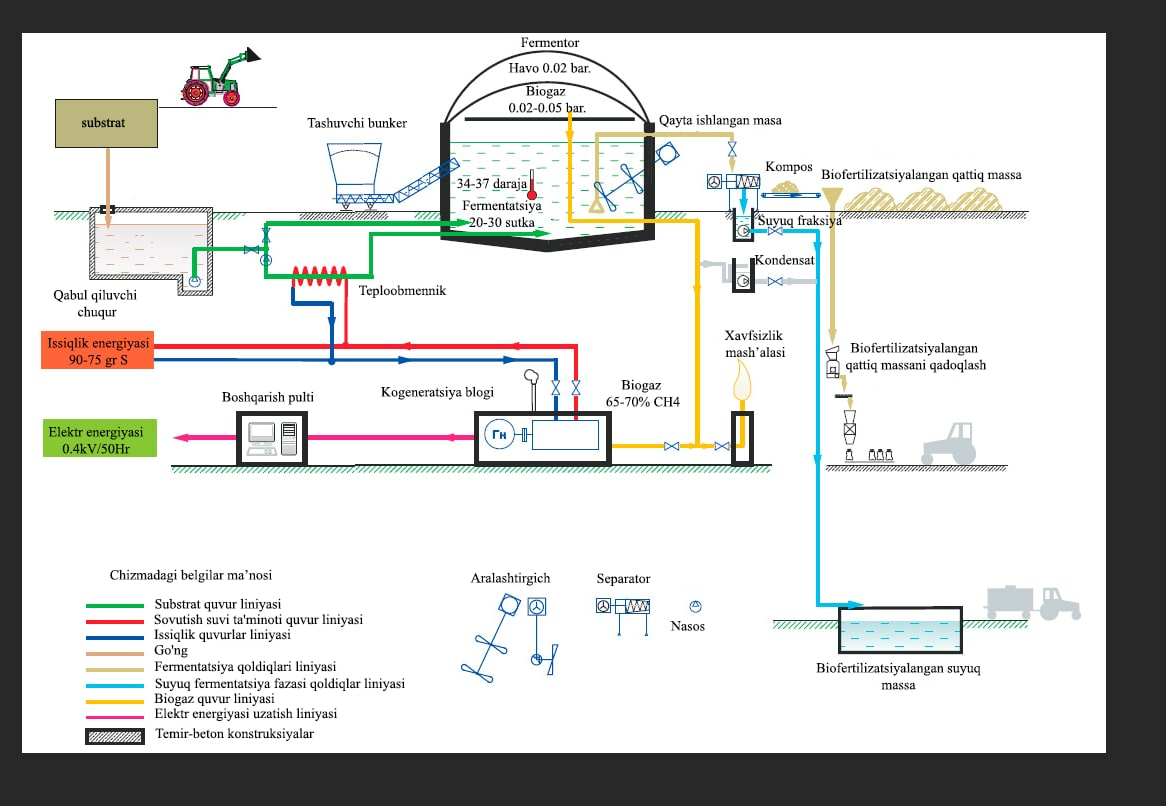 Fermentor
Havo 0.02 bar.
Biogaz
0.02-0.05 bar.
substrat
Tashuvchi bunker
Qayta ishlangan masa
34-37 daraja
Fermentatsiya
20-30 sutka
Kompos
Biofertilizatsiyalangan qattiq massa
Suyuq fraksiya
Kondensat
Qabul qiluvchi
chuqur
Teploobmennik
Issiqlik energiyasi
90-75 gr S
Xavfsizlik
mash'alasi
Biofertilizatsiyalangan
qattiq massani qadoqlash
Boshqarish pulti
Kogeneratsiya blogi
Biogaz
65-70% CH4
Elektr energiyasi
0.4kV/50Hr
Гн
Chizmadagi belgilar ma'nosi
Substrat quvur liniyasi
Sovutish suvi ta'minoti quvur liniyasi
Issiqlik quvurlar liniyasi
Go'ng
Fermentatsiya qoldiqlari liniyasi
Suyuq fermentatsiya fazasi qoldiqlar liniyasi
Biogaz quvur liniyasi
Elektr energiyasi uzatish liniyasi
Temir-beton konstruksiyalar
Aralashtirgich
Separator
Nasos
Biofertilizatsiyalangan suyuq
massa